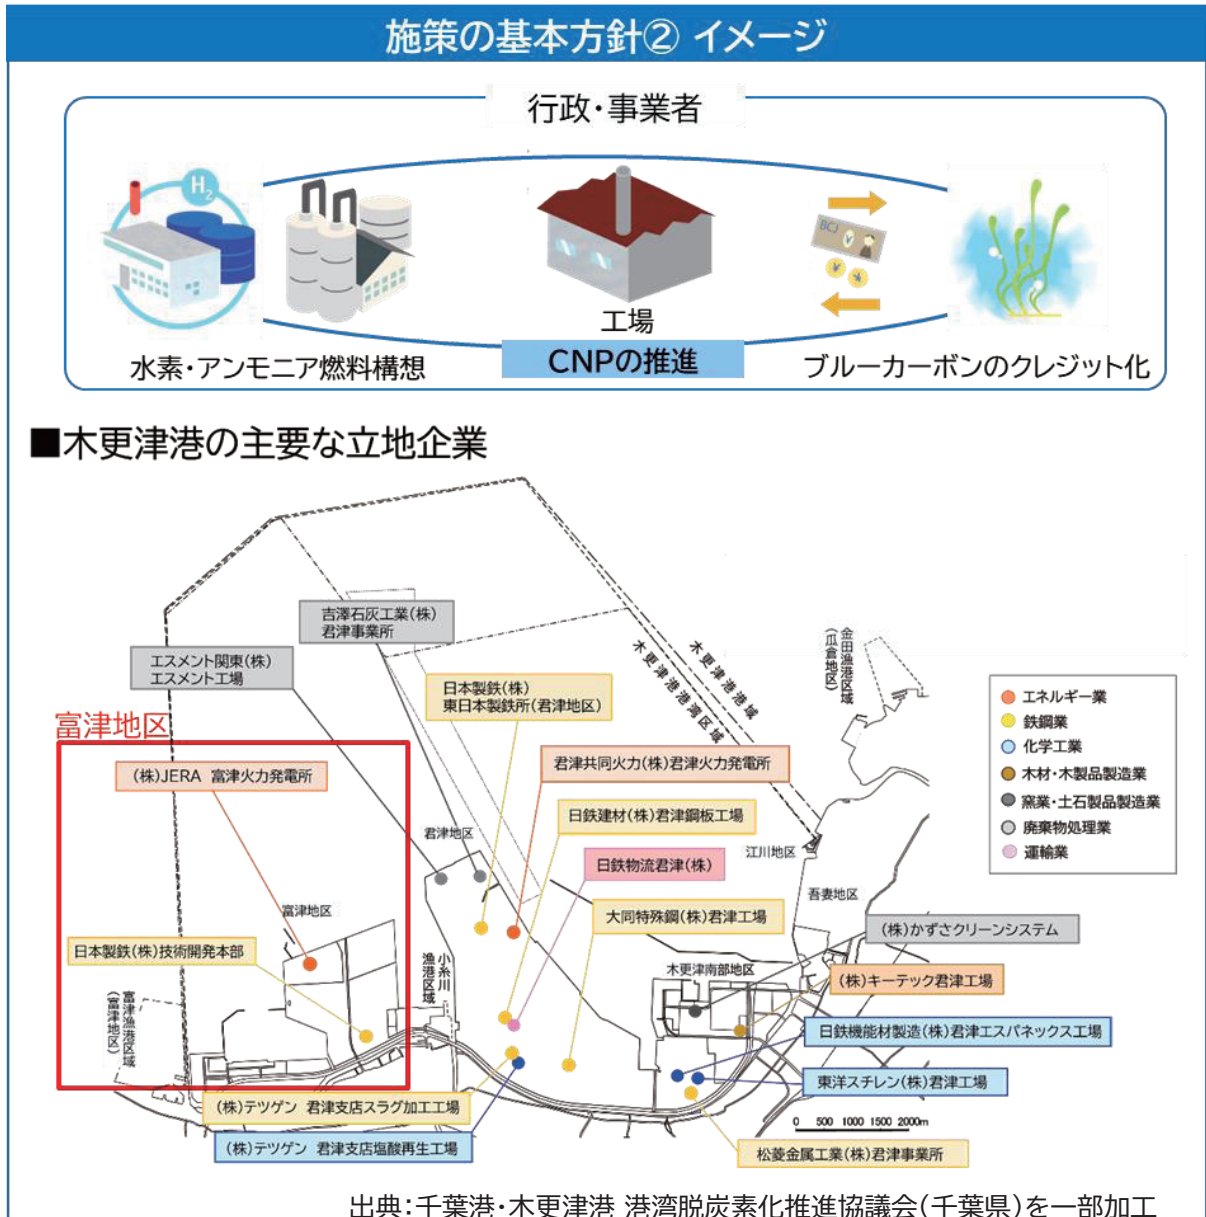 施策の基本方針② イメージ
行政・事業者
H₂
BCJ
¥
¥
¥
工場
水素・アンモニア燃料構想
CNPの推進
ブルーカーボンのクレジット化
■木更津港の主要な立地企業
吉澤石灰工業(株)
君津事業所
エスメント関東(株)
エスメント工場
日本製鉄(株)
東日本製鉄所(君津地区)
木更津港港域
木更津港港湾区域
金田漁港区域
(瓜倉地区)
エネルギー業
鉄鋼業
化学工業
木材・木製品製造業
窯業・土石製品製造業
廃棄物処理業
運輸業
富津地区
(株)JERA 富津火力発電所
君津共同火力(株)君津火力発電所
日鉄建材(株)君津鋼板工場
君津地区
日鉄物流君津(株)
江川地区
吾妻地区
富津地区
大同特殊鋼(株)君津工場
(株)かずさクリーンシステム
日本製鉄(株)技術開発本部
小糸川
漁港区域
木更津南部地区
(株)キーテック君津工場
富津漁港区域
(富津地区)
日鉄機能材製造(株)君津エスパネックス工場
東洋スチレン(株)君津工場
(株)テツゲン 君津支店スラグ加工工場
0 500 1000 1500 2000m
(株)テツゲン 君津支店塩酸再生工場
松菱金属工業(株)君津事業所
出典:千葉港・木更津港 港湾脱炭素化推進協議会(千葉県)を一部加工